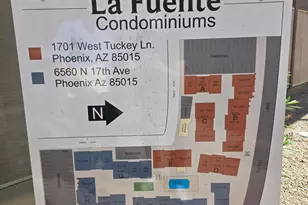 La Fuente
Condominiums
1701 West Tuckey Ln.
Phoenix, AZ 85015
6560 N 17th Ave
Phoenix AZ 85015
N